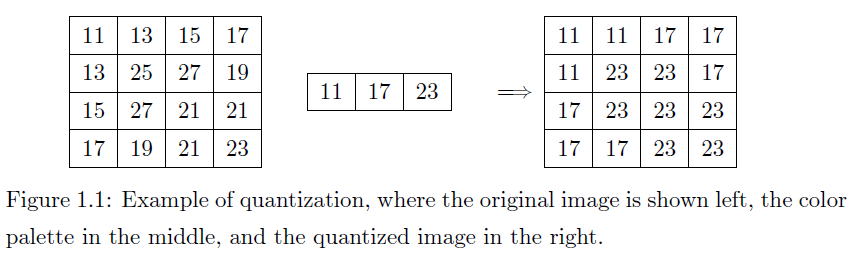 11 13 15 17 11 11 17 17
13 25 27 19 11 23 23 17
11 17 23 ⟹
15 27 21 21 17 23 23 23
17 19 21 23 17 17 23 23
Figure 1.1: Example of quantization, where the original image is shown left, the color
palette in the middle, and the quantized image in the right.